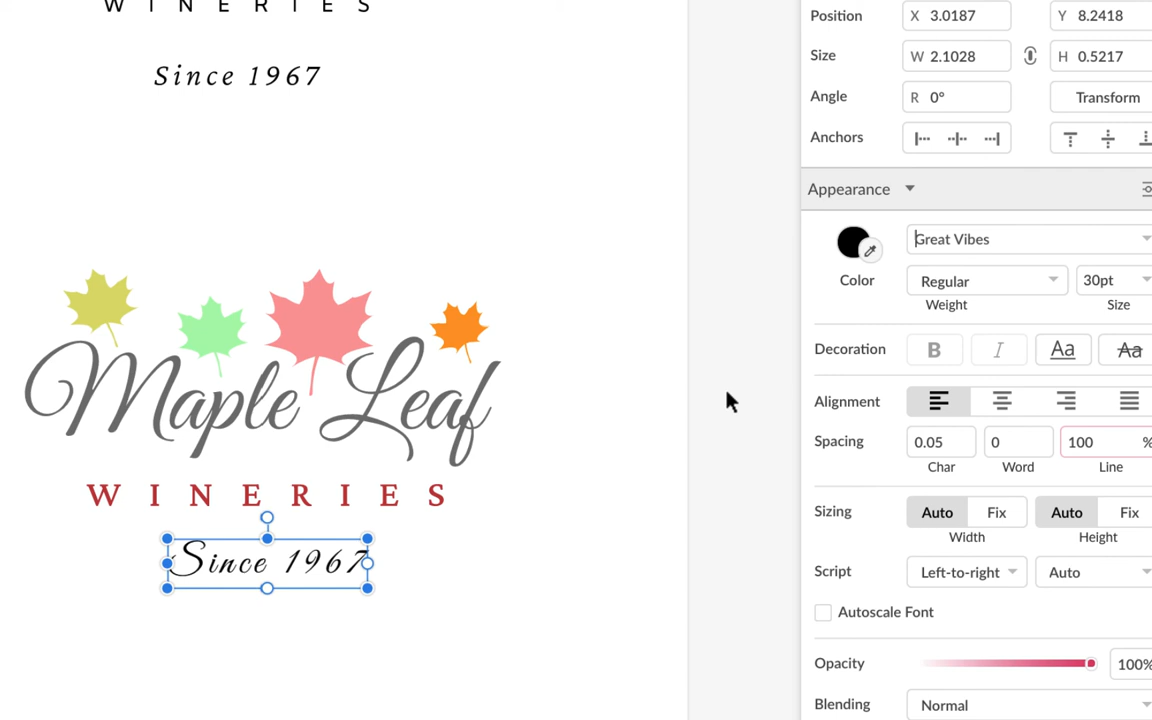 WINERIES
Since 1967
Maple Leaf
WINERIES
Since 1967
Position X 3.0187 Y 8.2418
Size W 2.1028 H 0.5217
Angle R 0° Transform
Anchors
Appearance
Great Vibes
Color Regular 30pt
Weight Size
Decoration B I Aa Aa
Alignment
Spacing 0.05 0 100 %
Char Word Line
Sizing Auto Fix Auto Fix
Width Height
Script Left-to-right Auto
Autoscale Font
Opacity 100%
Blending Normal